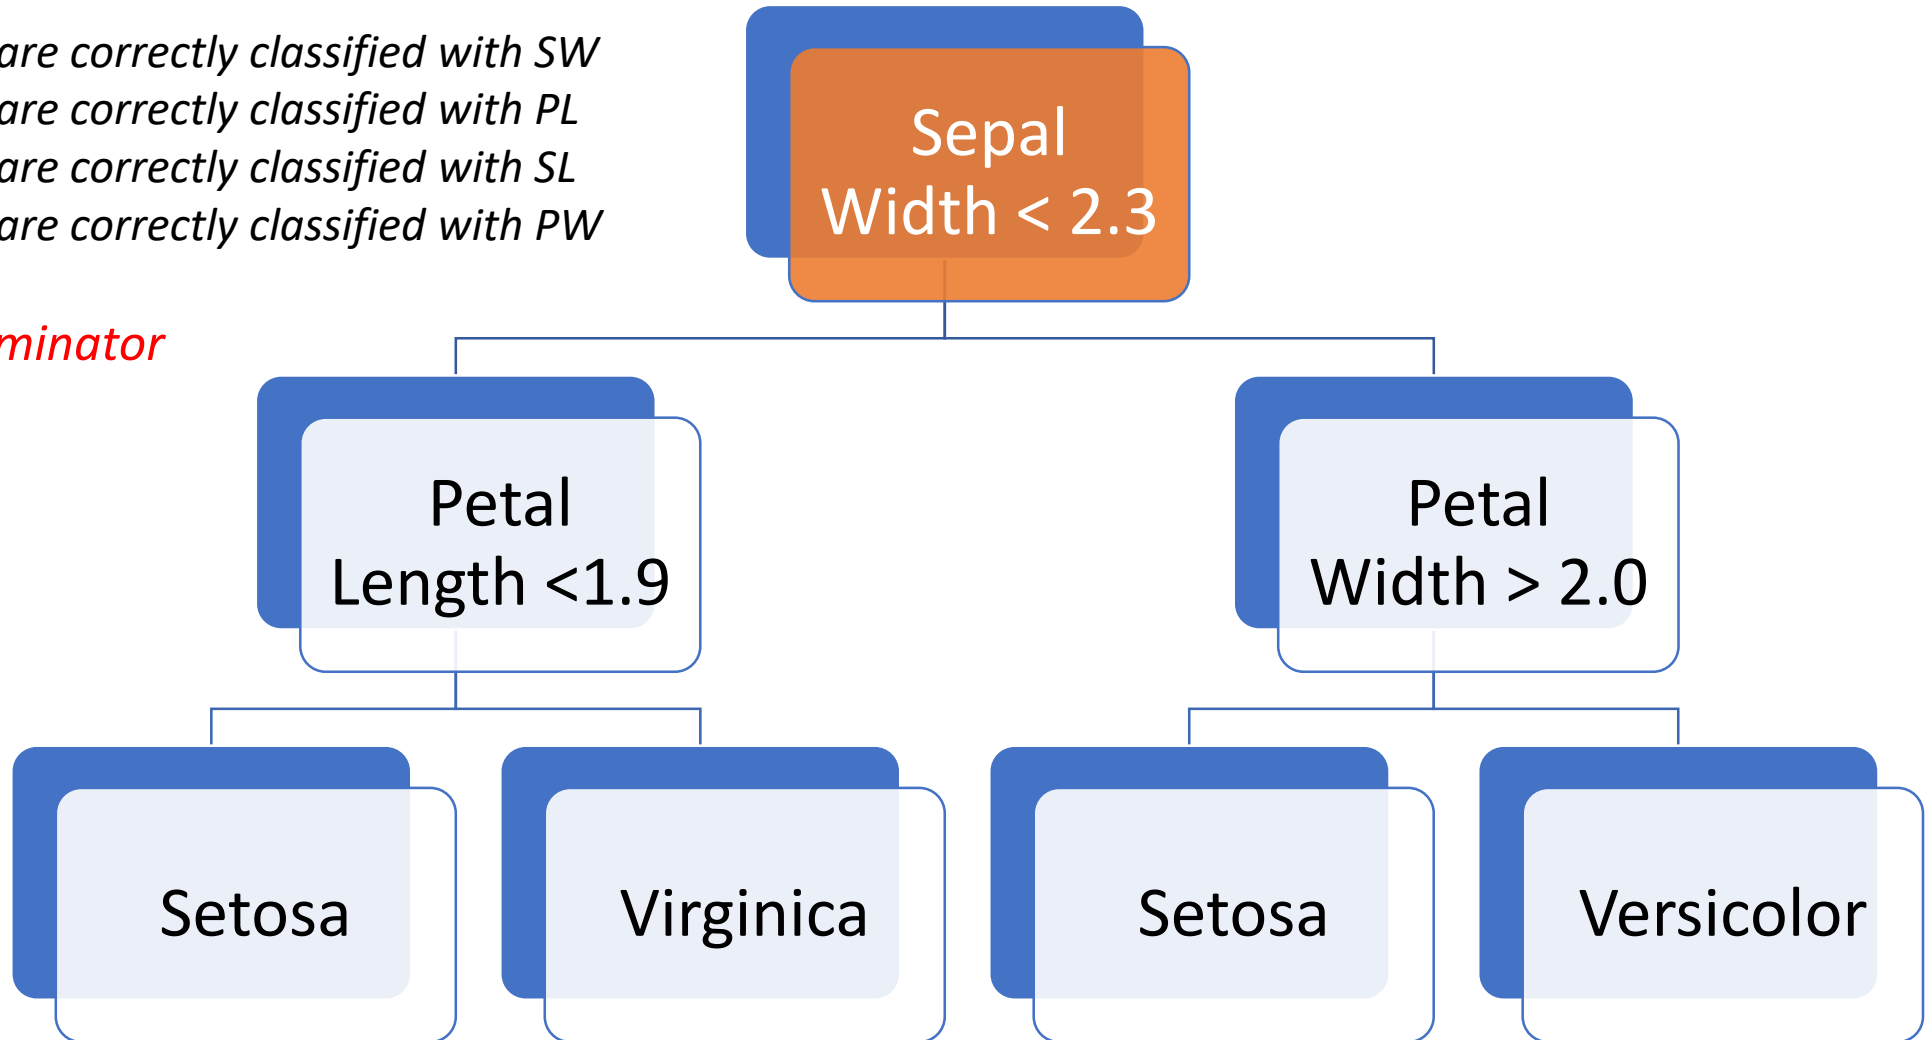 are correctly classified with SW
are correctly classified with PL
are correctly classified with SL
are correctly classified with PW
minator
Sepal
Width < 2.3
Petal
Length <1.9
Petal
Width > 2.0
Setosa
Virginica
Setosa
Versicolor